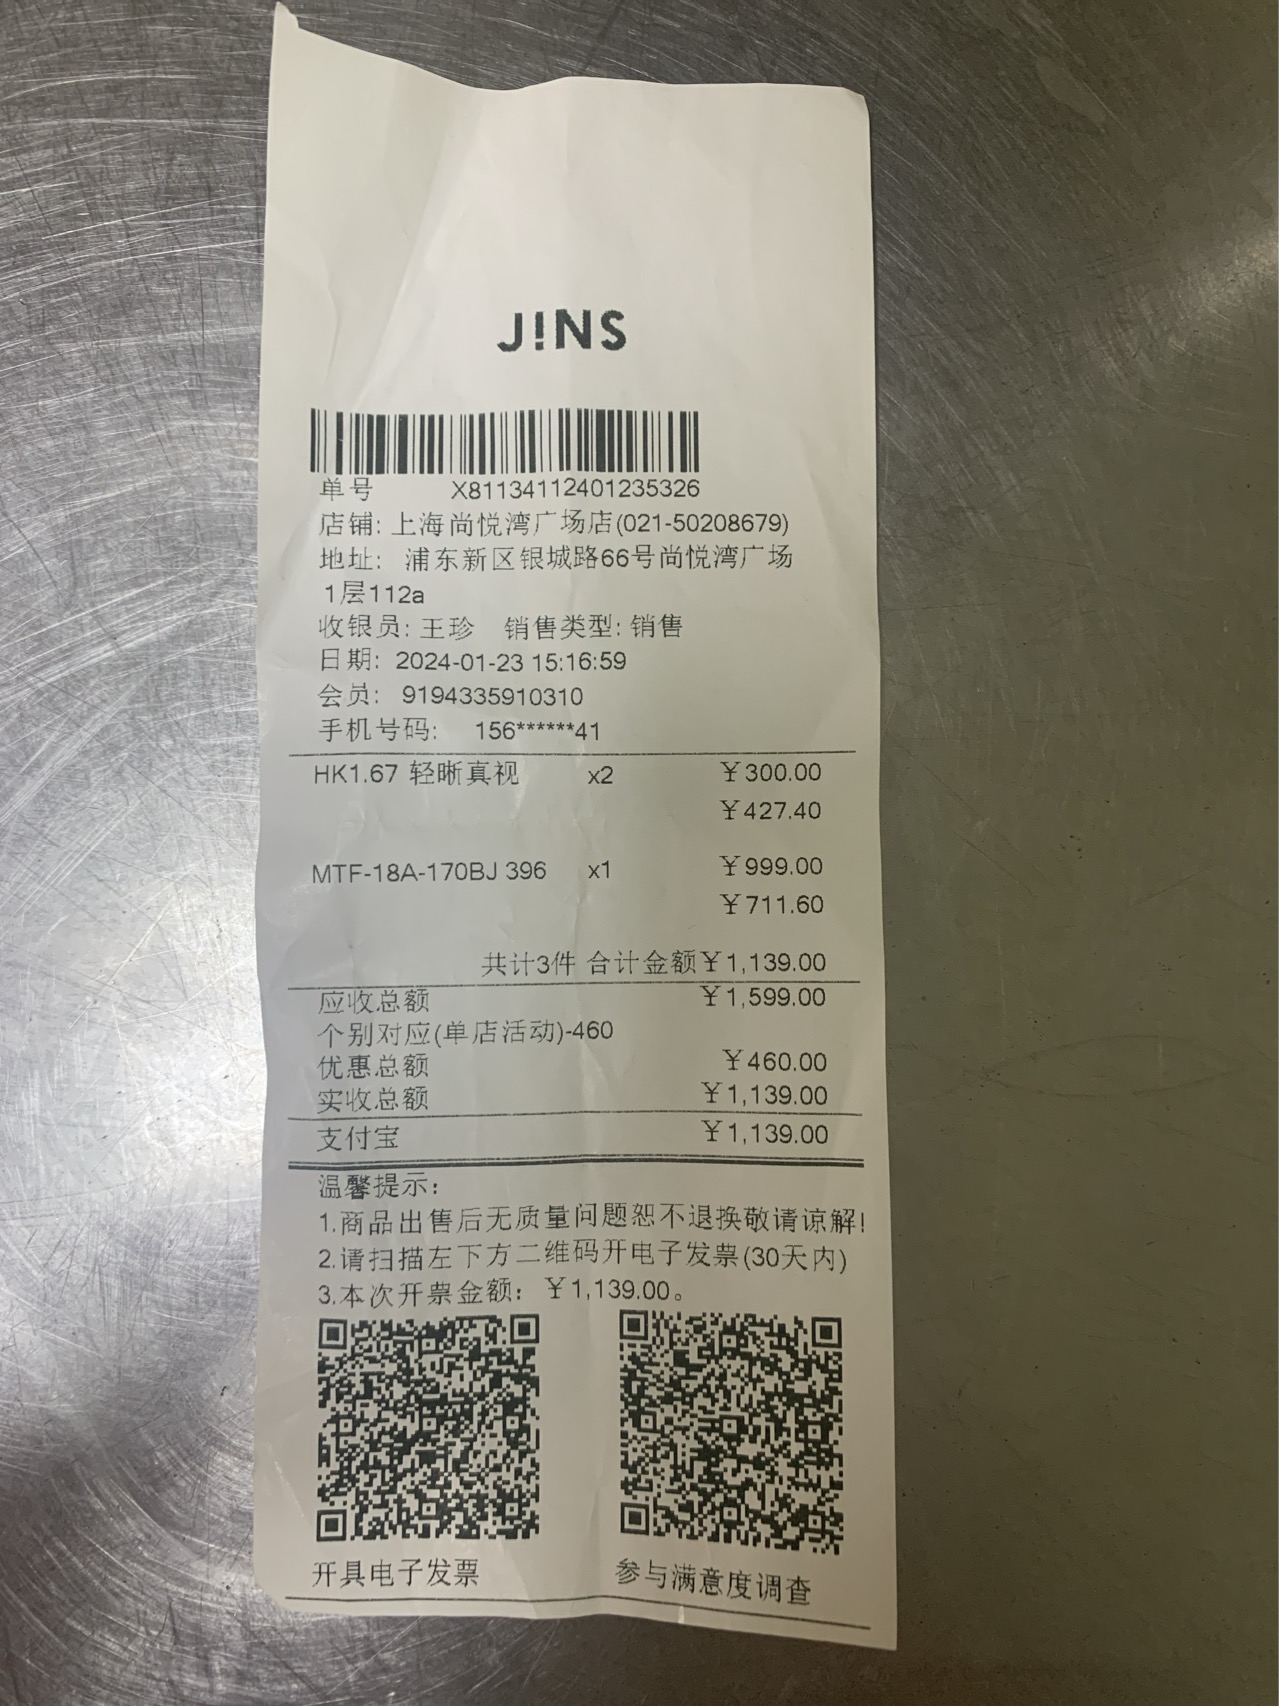 J!NS
单号 X81134112401235326
店铺: 上海尚悦湾广场店(021-50208679)
地址: 浦东新区银城路66号尚悦湾广场
1层112a
收银员: 王珍 销售类型: 销售
日期: 2024-01-23 15:16:59
会员: 9194335910310
手机号码: 156******41
HK1.67 轻晰真视 x2 ￥300.00
￥427.40
MTF-18A-170BJ 396 x1 ￥999.00
￥711.60
共计3件 合计金额￥1,139.00
应收总额 ￥1,599.00
个别对应(单店活动)-460
优惠总额 ￥460.00
实收总额 ￥1,139.00
支付宝 ￥1,139.00
温馨提示:
1.商品出售后无质量问题恕不退换敬请谅解!
2.请扫描左下方二维码开电子发票(30天内)
3.本次开票金额: ￥1,139.00。
开具电子发票 参与满意度调查